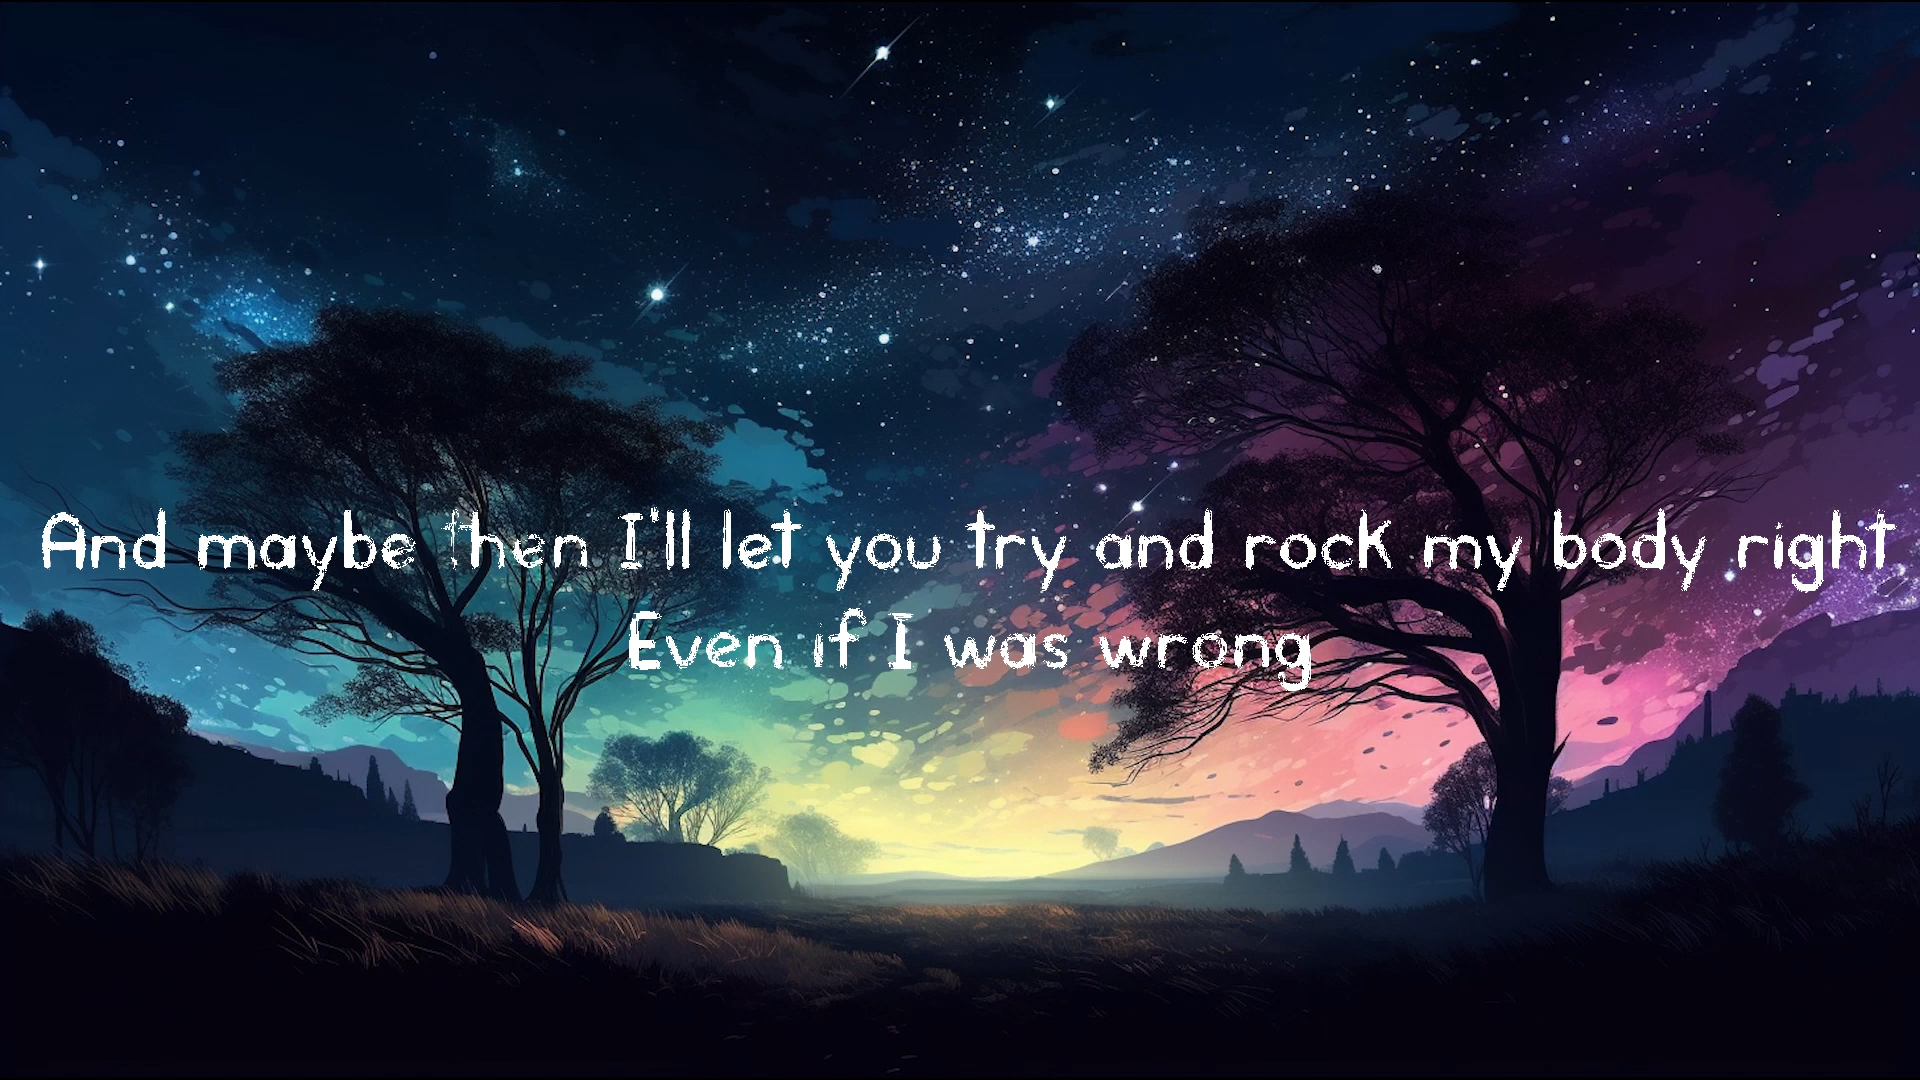 And maybe then I'll let you try and rock my body right
Even if I was wrong